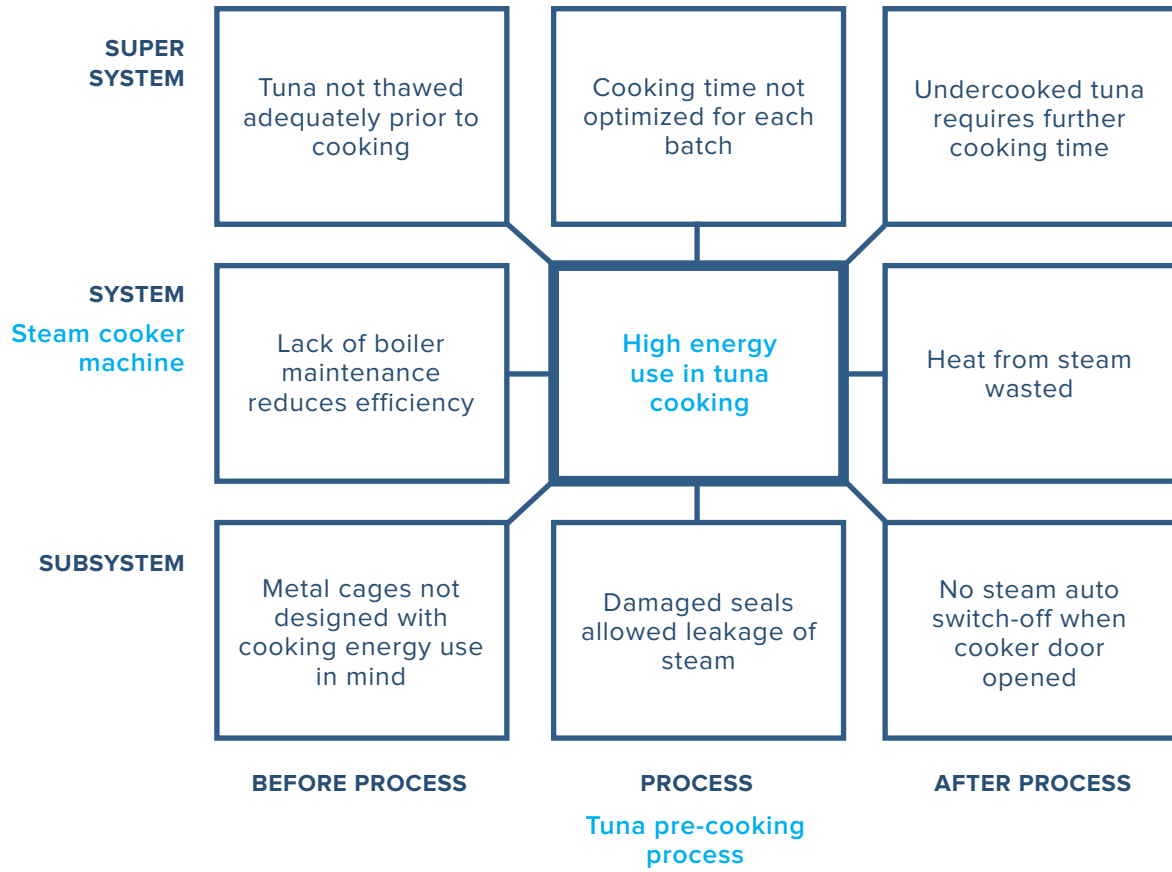 SUPER
SYSTEM
Tuna not thawed
adequately prior to
cooking
Cooking time not
optimized for each
batch
Undercooked tuna
requires further
cooking time
SYSTEM
Steam cooker
machine
Lack of boiler
maintenance
reduces efficiency
High energy
use in tuna
cooking
Heat from steam
wasted
SUBSYSTEM
Metal cages not
designed with
cooking energy use
in mind
Damaged seals
allowed leakage of
steam
No steam auto
switch-off when
cooker door
opened
BEFORE PROCESS
PROCESS
Tuna pre-cooking
process
AFTER PROCESS